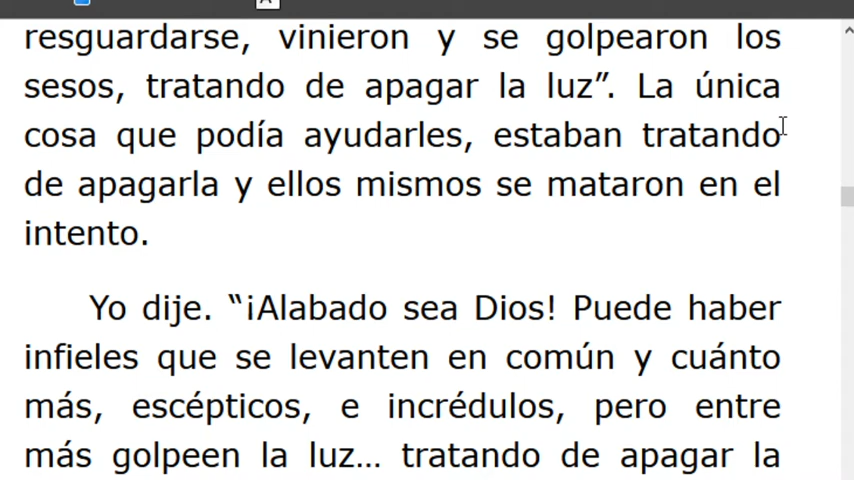 resguardarse, vinieron y se golpearon los
sesos, tratando de apagar la luz”. La única
cosa que podía ayudarles, estaban tratando
de apagarla y ellos mismos se mataron en el
intento.
Yo dije. “¡Alabado sea Dios! Puede haber
infieles que se levanten en común y cuánto
más, escépticos, e incrédulos, pero entre
más golpeen la luz... tratando de apagar la